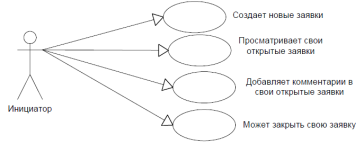 Создает новые заявки
Просматривает свои
открытые заявки
Добавляет комментарии в
свои открытые заявки
Инициатор
Может закрыть свою заявку